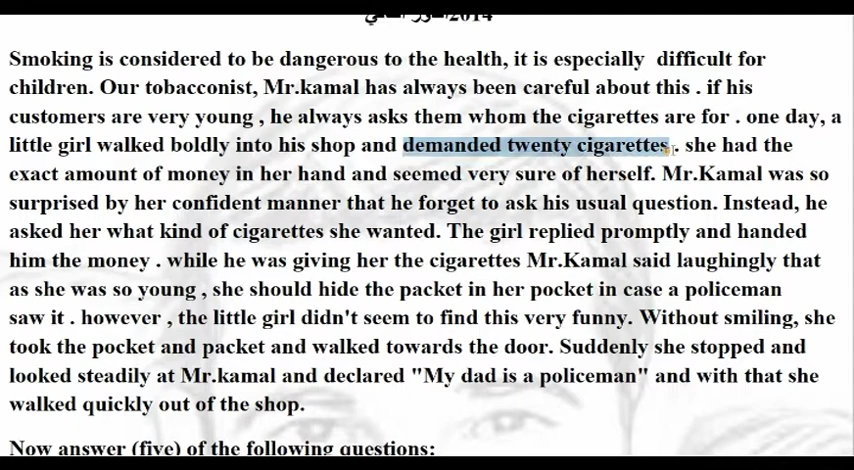 2014
Smoking is considered to be dangerous to the health, it is especially difficult for
children. Our tobacconist, Mr.kamal has always been careful about this . if his
customers are very young , he always asks them whom the cigarettes are for . one day, a
little girl walked boldly into his shop and demanded twenty cigarettes . she had the
exact amount of money in her hand and seemed very sure of herself. Mr.Kamal was so
surprised by her confident manner that he forget to ask his usual question. Instead, he
asked her what kind of cigarettes she wanted. The girl replied promptly and handed
him the money . while he was giving her the cigarettes Mr.Kamal said laughingly that
as she was so young , she should hide the packet in her pocket in case a policeman
saw it . however , the little girl didn't seem to find this very funny. Without smiling, she
took the pocket and packet and walked towards the door. Suddenly she stopped and
looked steadily at Mr.kamal and declared "My dad is a policeman" and with that she
walked quickly out of the shop.
Now answer (five) of the following questions: